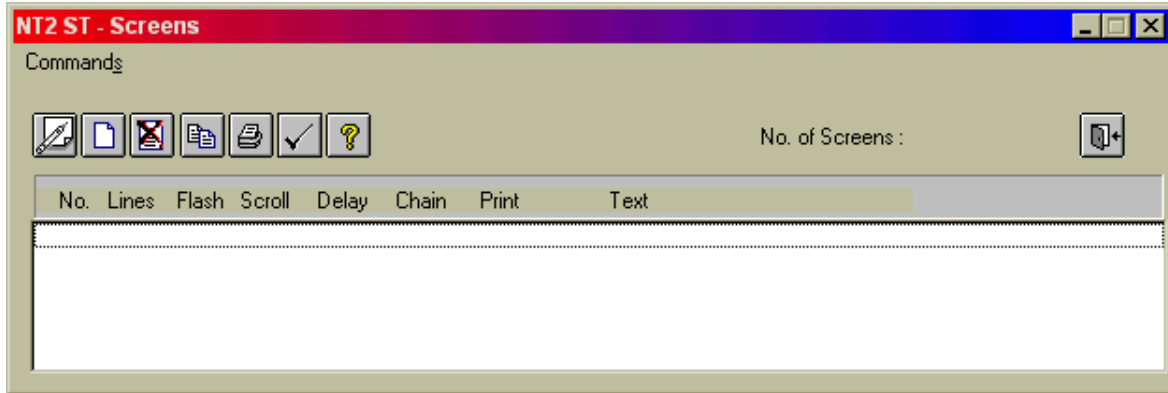 NT2 ST - Screens
Commands
No. of Screens :
No. Lines Flash Scroll Delay Chain Print Text